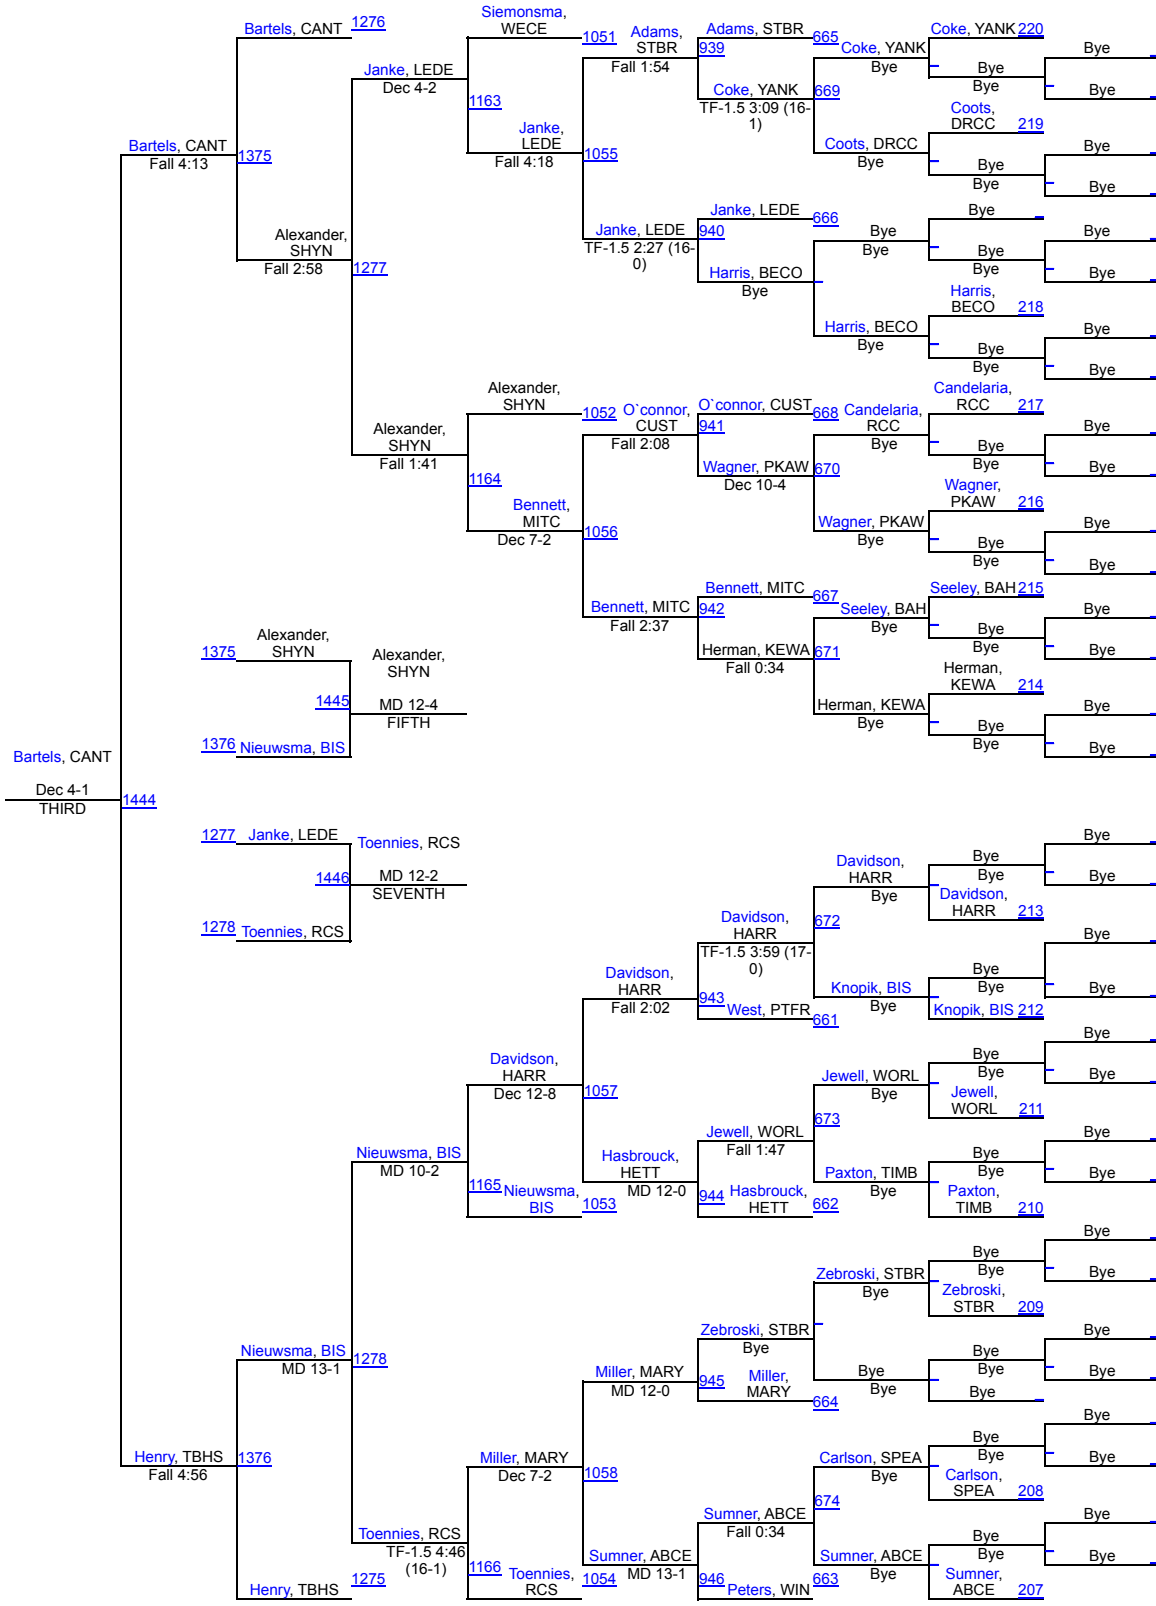 Siemonsma,
Bartels, CANT 1276
WECE
1051
Adams,
STBR
Fall 1:54
Adams, STBR 665
939
Coke, YANK
Bye
Coke, YANK 220
Bye
Bye
Bye
Bye
Janke, LEDE
Dec 4-2
1163
Coke, YANK 669
TF-1.5 3:09 (16-
1)
Coots,
DRCC 219
Janke,
LEDE
Fall 4:18
1055
Coots, DRCC
Bye
Bye
Bye
Bye
Bye
Bartels, CANT
Fall 4:13
1375
Janke, LEDE 666
Bye
Janke, LEDE 940
TF-1.5 2:27 (16-
0)
Bye
Bye
Bye
Bye
Bye
Bye
Alexander,
SHYN
Fall 2:58
1277
Harris, BECO
Bye
Harris,
BECO 218
Harris, BECO
Bye
Bye
Bye
Bye
Bye
Alexander,
SHYN
1052
O`connor,
CUST
Fall 2:08
O`connor, CUST 668
941
Candelaria,
RCC
Bye
Candelaria,
RCC 217
Bye
Bye
Bye
Bye
Alexander,
SHYN
Fall 1:41
1164
Wagner, PKAW 670
Dec 10-4
Wagner,
PKAW 216
Bennett,
MITC
Dec 7-2
1056
Wagner, PKAW
Bye
Bye
Bye
Bye
Bye
Bennett, MITC 667
Bennett, MITC 942
Fall 2:37
Seeley, BAH
Bye
Seeley, BAH 215
Bye
Bye
Bye
Bye
Alexander,
1375 SHYN
Alexander,
SHYN
Herman, KEWA 671
Fall 0:34
Herman,
KEWA 214
1445 MD 12-4
FIFTH
Herman, KEWA
Bye
Bye
Bye
Bye
Bye
1376 Nieuwsma, BIS
Bartels, CANT
Dec 4-1
THIRD
1444
1277 Janke, LEDE
Toennies, RCS
1446 MD 12-2
SEVENTH
1278 Toennies, RCS
Davidson,
HARR
Bye
Bye
Bye
Bye
Bye
Davidson,
HARR 213
Davidson,
HARR
672
TF-1.5 3:59 (17-
0)
Davidson,
HARR
Fall 2:02
943
West, PTFR 661
Knopik, BIS
Bye
Bye
Bye
Bye
Bye
Knopik, BIS 212
Davidson,
HARR
Dec 12-8
1057
Jewell, WORL
Bye
Bye
Bye
Bye
Bye
Jewell,
WORL 211
Jewell, WORL 673
Fall 1:47
Nieuwsma, BIS
MD 10-2
Hasbrouck,
HETT
MD 12-0
1165
Nieuwsma,
BIS 1053
944
Hasbrouck,
HETT 662
Paxton, TIMB
Bye
Bye
Bye
Bye
Bye
Paxton,
TIMB 210
Zebroski, STBR
Bye
Bye
Bye
Bye
Bye
Zebroski,
STBR 209
Zebroski, STBR
Bye
Nieuwsma, BIS
MD 13-1
1278
Miller, MARY
MD 12-0
945
Miller,
MARY
664
Bye
Bye
Bye
Bye
Bye
Bye
Bye
Henry, TBHS 1376
Fall 4:56
Miller, MARY
Dec 7-2
1058
Carlson, SPEA
Bye
Bye
Bye
Bye
Bye
Carlson,
SPEA 208
674
Sumner, ABCE
Fall 0:34
Toennies, RCS
TF-1.5 4:46
(16-1)
Sumner, ABCE
MD 13-1
Sumner, ABCE
Bye
Bye
Bye
Bye
Bye
Henry, TBHS 1275
1166
Toennies,
RCS 1054
946
Peters, WIN 663
Sumner,
ABCE 207